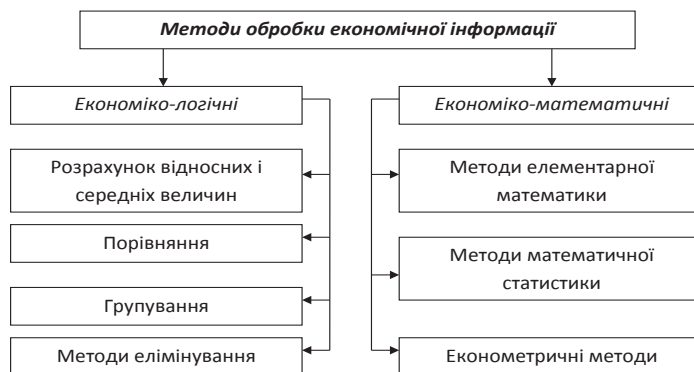 Методи обробки економічної інформації
Економіко-логічні
Розрахунок відносних і
середніх величин
Порівняння
Групування
Методи елімінування
Економіко-математичні
Методи елементарної
математики
Методи математичної
статистики
Економетричні методи